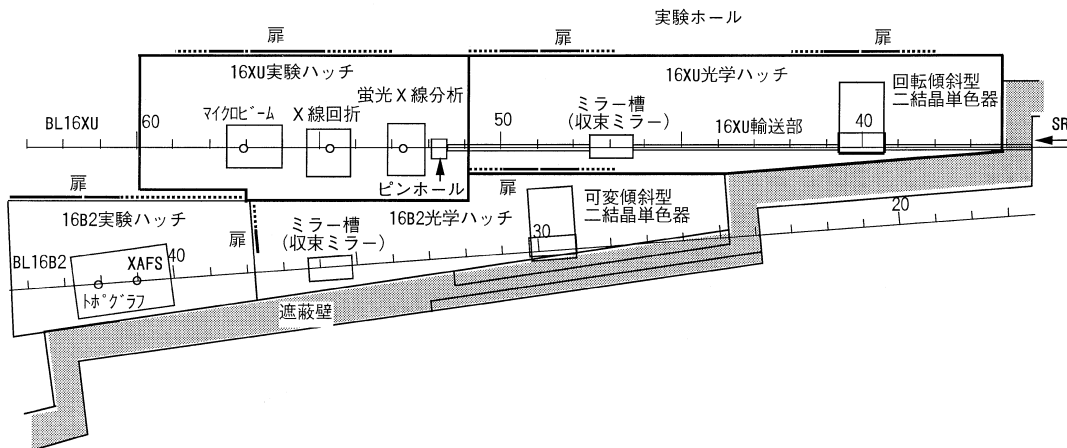 実験ホール
扉
扉
扉
16XU実験ハッチ
16XU光学ハッチ
回転傾斜型
二結晶単色器
蛍光X線分析
マイクロビーム
X線回折
ミラー槽
(収束ミラー)
16XU輸送部
BL16XU
60
50
40
SR
ピンホール
扉
扉
16B2実験ハッチ
16B2光学ハッチ
可変傾斜型
二結晶単色器
扉
ミラー槽
(収束ミラー)
30
20
BL16B2
XAFS
40
トポグラフ
遮蔽壁